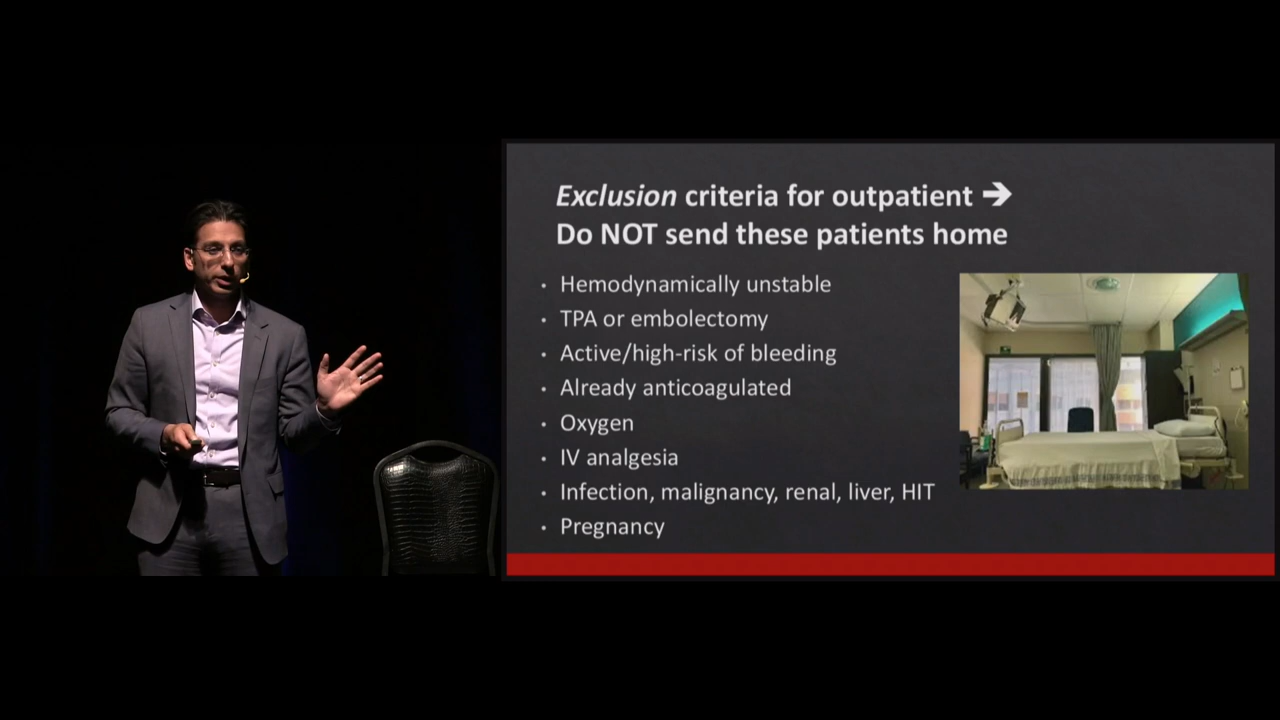 Exclusion criteria for outpatient →
Do NOT send these patients home
• Hemodynamically unstable
• TPA or embolectomy
• Active/high-risk of bleeding
• Already anticoagulated
• Oxygen
• IV analgesia
• Infection, malignancy, renal, liver, HIT
• Pregnancy